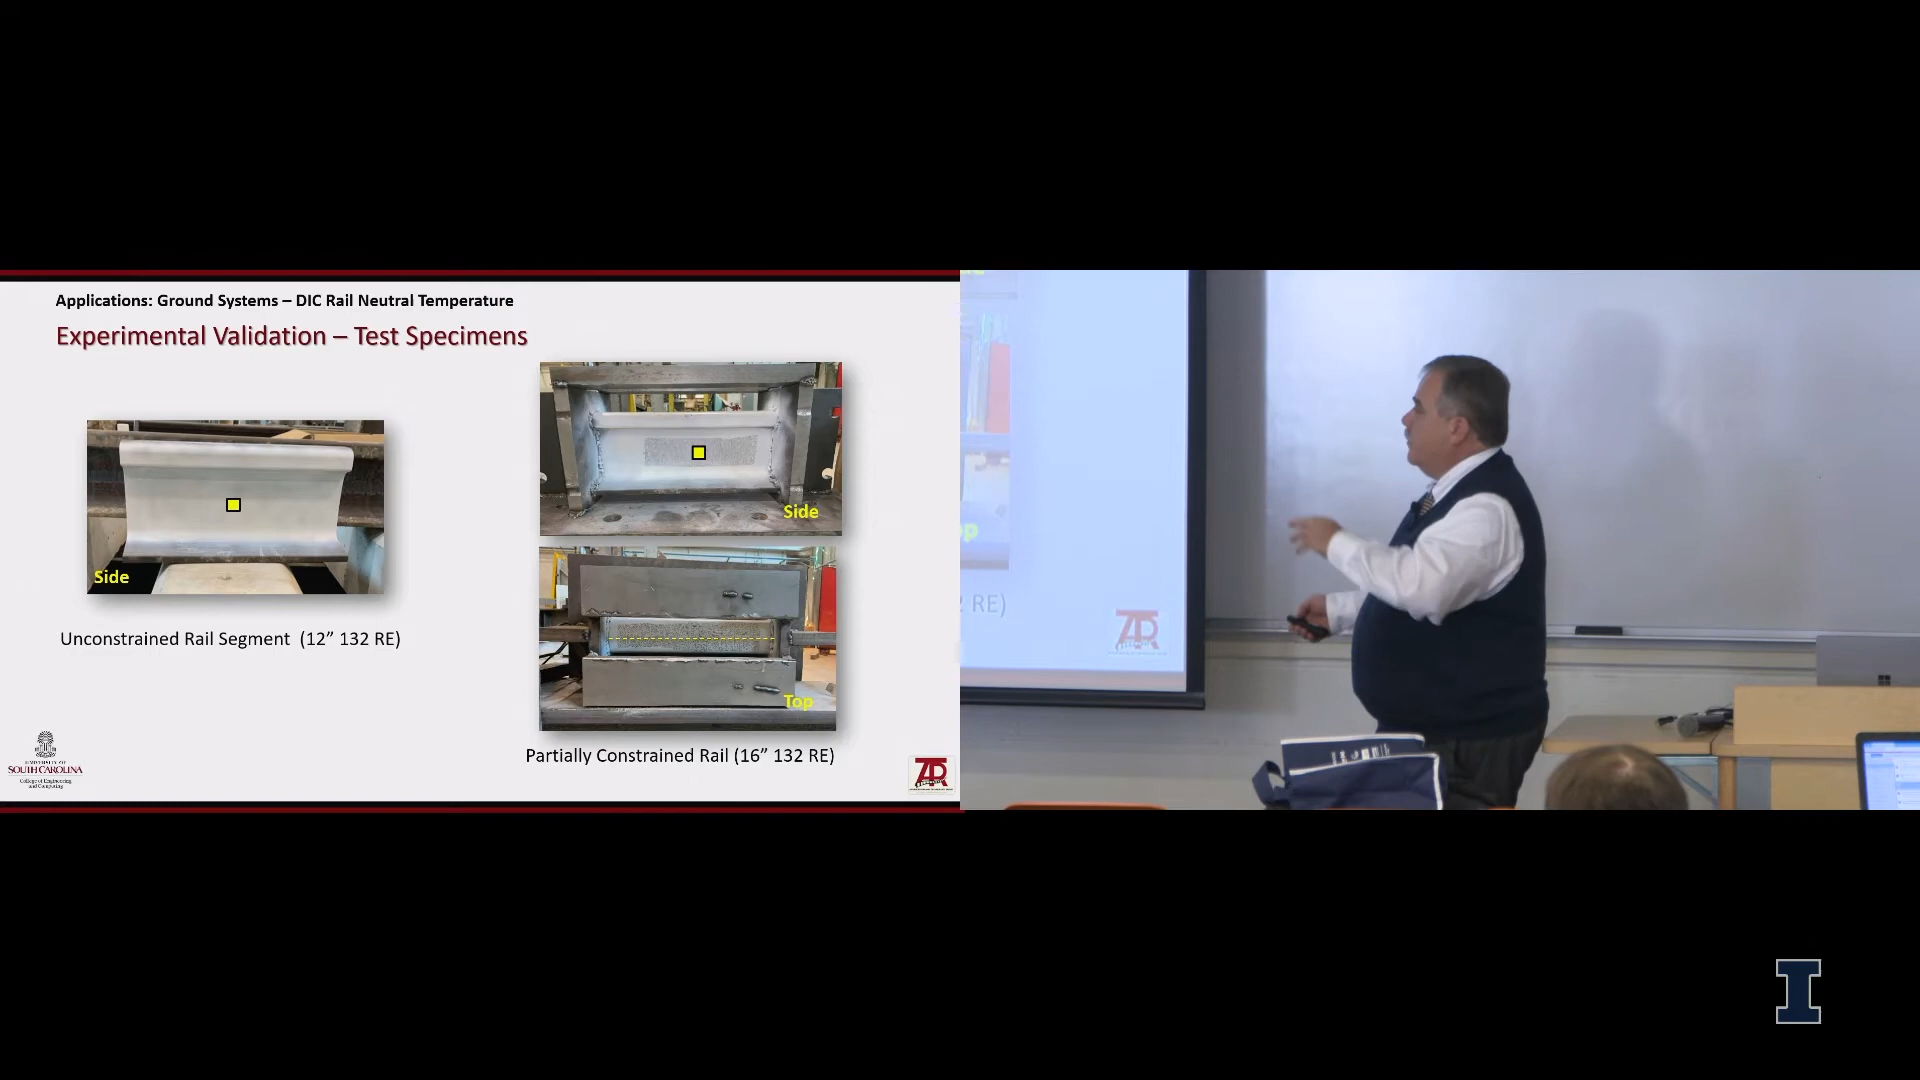 Applications: Ground Systems – DIC Rail Neutral Temperature
Experimental Validation – Test Specimens
Side
Unconstrained Rail Segment (12” 132 RE)
Side
Top
Partially Constrained Rail (16” 132 RE)
UNIVERSITY OF
SOUTH CAROLINA
College of Engineering
and Computing
RE)
I